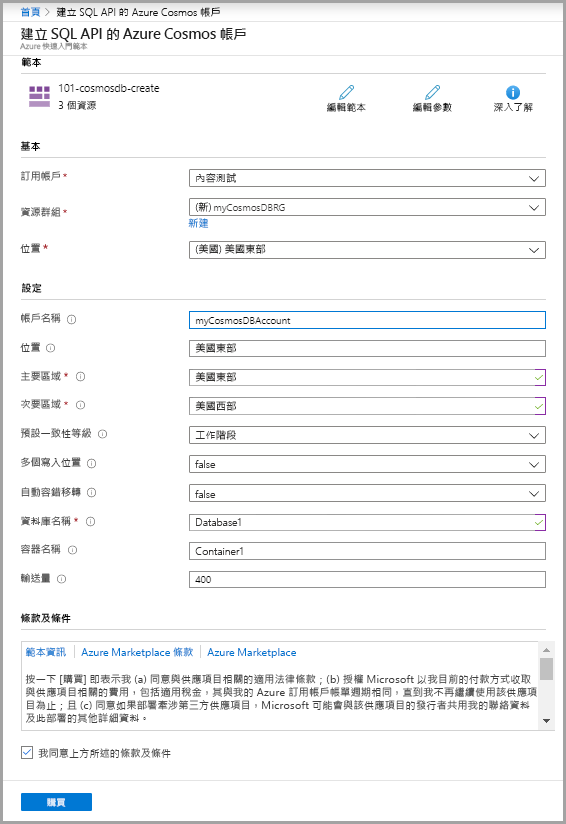 首頁 > 建立 SQL API 的 Azure Cosmos 帳戶
建立 SQL API 的 Azure Cosmos 帳戶
Azure 快速入門範本
範本
101-cosmosdb-create
3 個資源
編輯範本
編輯參數
深入了解
基本
訂用帳戶 *
內容測試
資源群組 *
(新) myCosmosDBRG
新建
位置 *
(美國) 美國東部
設定
帳戶名稱
myCosmosDBAccount
位置
美國東部
主要區域 *
美國東部
次要區域 *
美國西部
預設一致性等級
工作階段
多個寫入位置
false
自動容錯移轉
false
資料庫名稱 *
Database1
容器名稱
Container1
輸送量
400
條款及條件
範本資訊 | Azure Marketplace 條款 | Azure Marketplace
按一下 [購買] 即表示我 (a) 同意與供應項目相關的適用法律條款；(b) 授權 Microsoft 以我目前的付款方式收取
與供應項目相關的費用，包括適用稅金，其與我的 Azure 訂用帳戶帳單週期相同，直到我不再繼續使用該供應項
目為止；且 (c) 同意如果部署牽涉第三方供應項目，Microsoft 可能會與該供應項目的發行者共用我的聯絡資料
及此部署的其他詳細資料。
我同意上方所述的條款及條件
購買